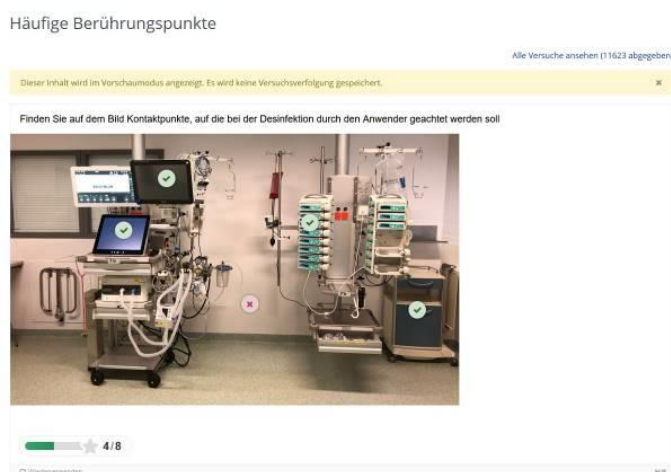 Häufige Berührungspunkte
Alle Versuche ansehen (11623 abgegeben
Dieser Inhalt wird im Vorschaumodus angezeigt. Es wird keine Versuchsverfolgung gespeichert.
Finden Sie auf dem Bild Kontaktpunkte, auf die bei der Desinfektion durch den Anwender geachtet werden soll
4/8